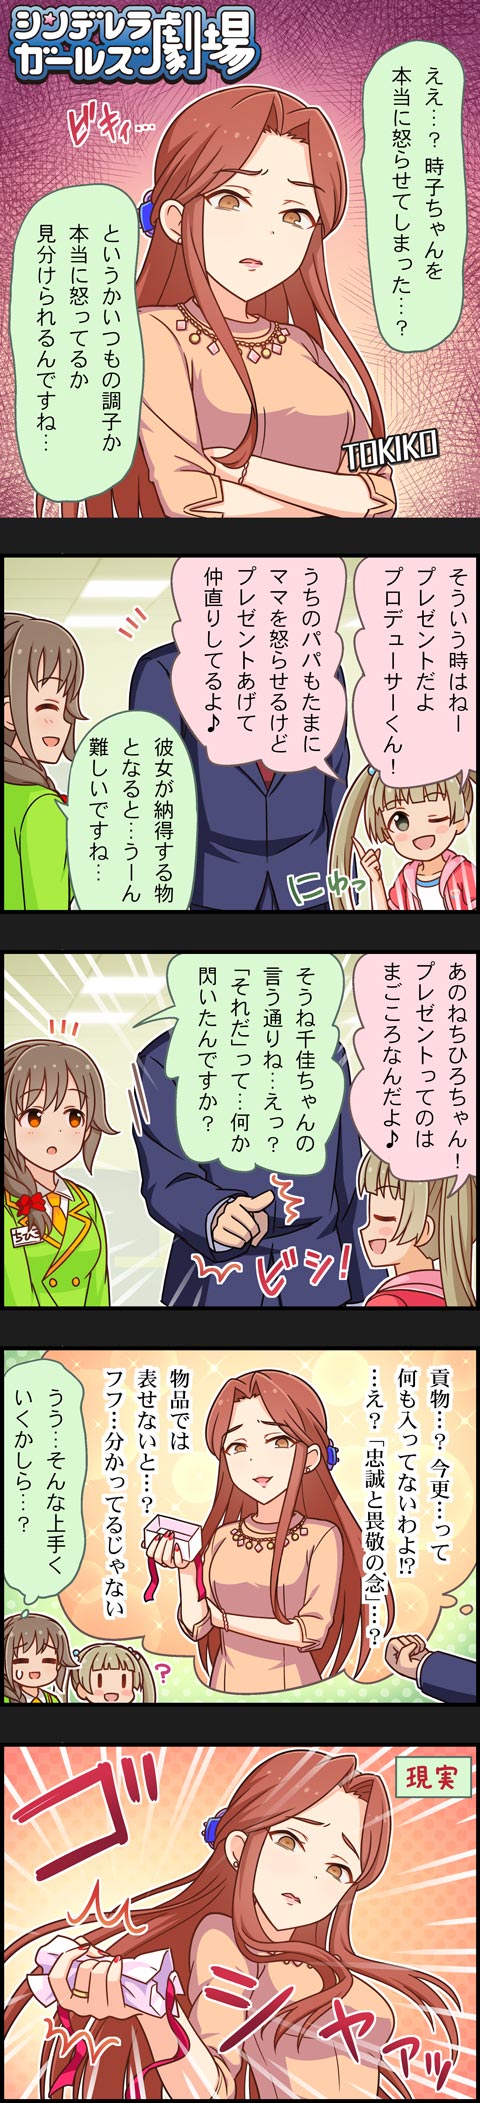 シンデレラ
ガールズ劇場
ええ…？時子ちゃんを
本当に怒らせてしまった…？
ビキィ…
というかいつもの調子か
本当に怒ってるか
見分けられるんですね…
TOKIKO
そういう時はねー
プレゼントだよ
プロデューサーくん！
うちのパパもたまに
ママを怒らせるけど
プレゼントあげて
仲直りしてるよ♪
彼女が納得する物
となると…うーん
難しいですね…
にゅっ
あのねちひろちゃん！
プレゼントってのは
まごころなんだよ♪
そうね千佳ちゃんの
言う通りね…えっ？
「それだ」って…何か
閃いたんですか？
ちひろ
ビシ！
貢物…？今更…って
何も入ってないわよ!?
…え？「忠誠と畏敬の念」…？
物品では
表せないと…？
フフ…分かってるじゃない
うう…そんな上手く
いくかしら…？
？
現実
ゴシャアッ